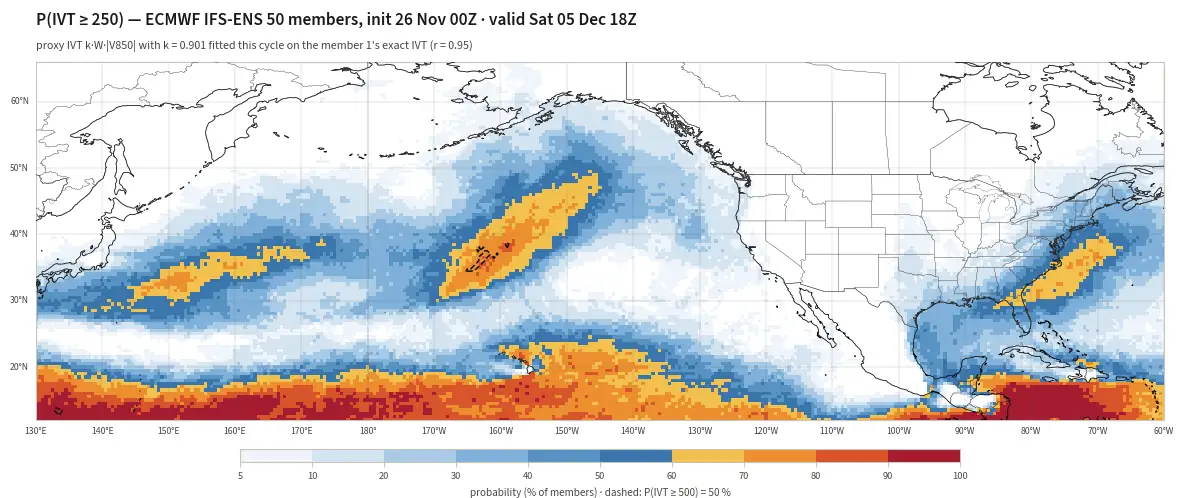 P(IVT ≥ 250) — ECMWF IFS-ENS 50 members, init 26 Nov 00Z · valid Sat 05 Dec 18Z
proxy IVT k·W·|V850| with k = 0.901 fitted this cycle on the member 1's exact IVT (r = 0.95)
60°N
50°N
40°N
30°N
20°N
130°E 140°E 150°E 160°E 170°E 180° 170°W 160°W 150°W 140°W 130°W 120°W 110°W 100°W 90°W 80°W 70°W 60°W
5 10 20 30 40 50 60 70 80 90 100
probability (% of members) · dashed: P(IVT ≥ 500) = 50 %